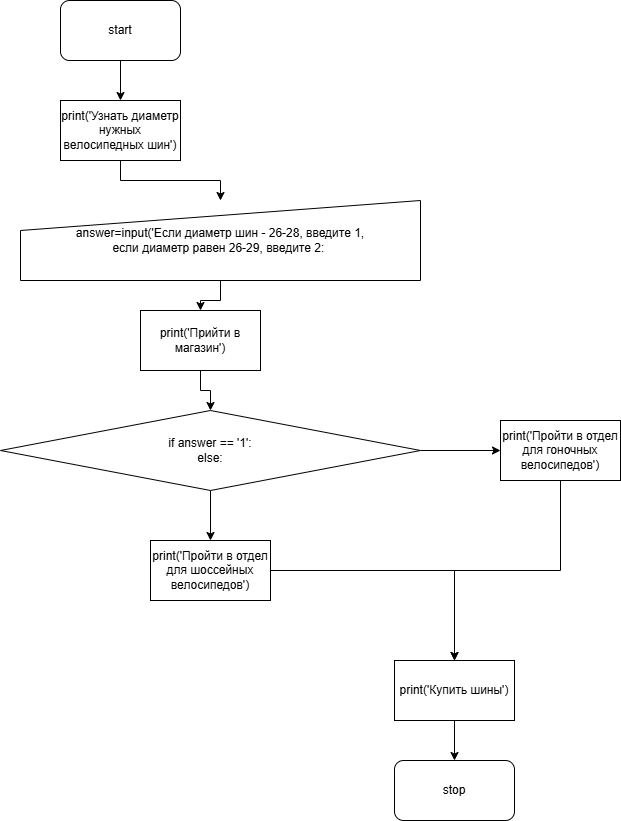 start
print('Узнать диаметр
нужных
велосипедных шин')
answer=input('Если диаметр шин - 26-28, введите 1,
если диаметр равен 26-29, введите 2:
print('Прийти в
магазин')
if answer == '1':
else:
print('Пройти в отдел
для гоночных
велосипедов')
print('Пройти в отдел
для шоссейных
велосипедов')
print('Купить шины')
stop